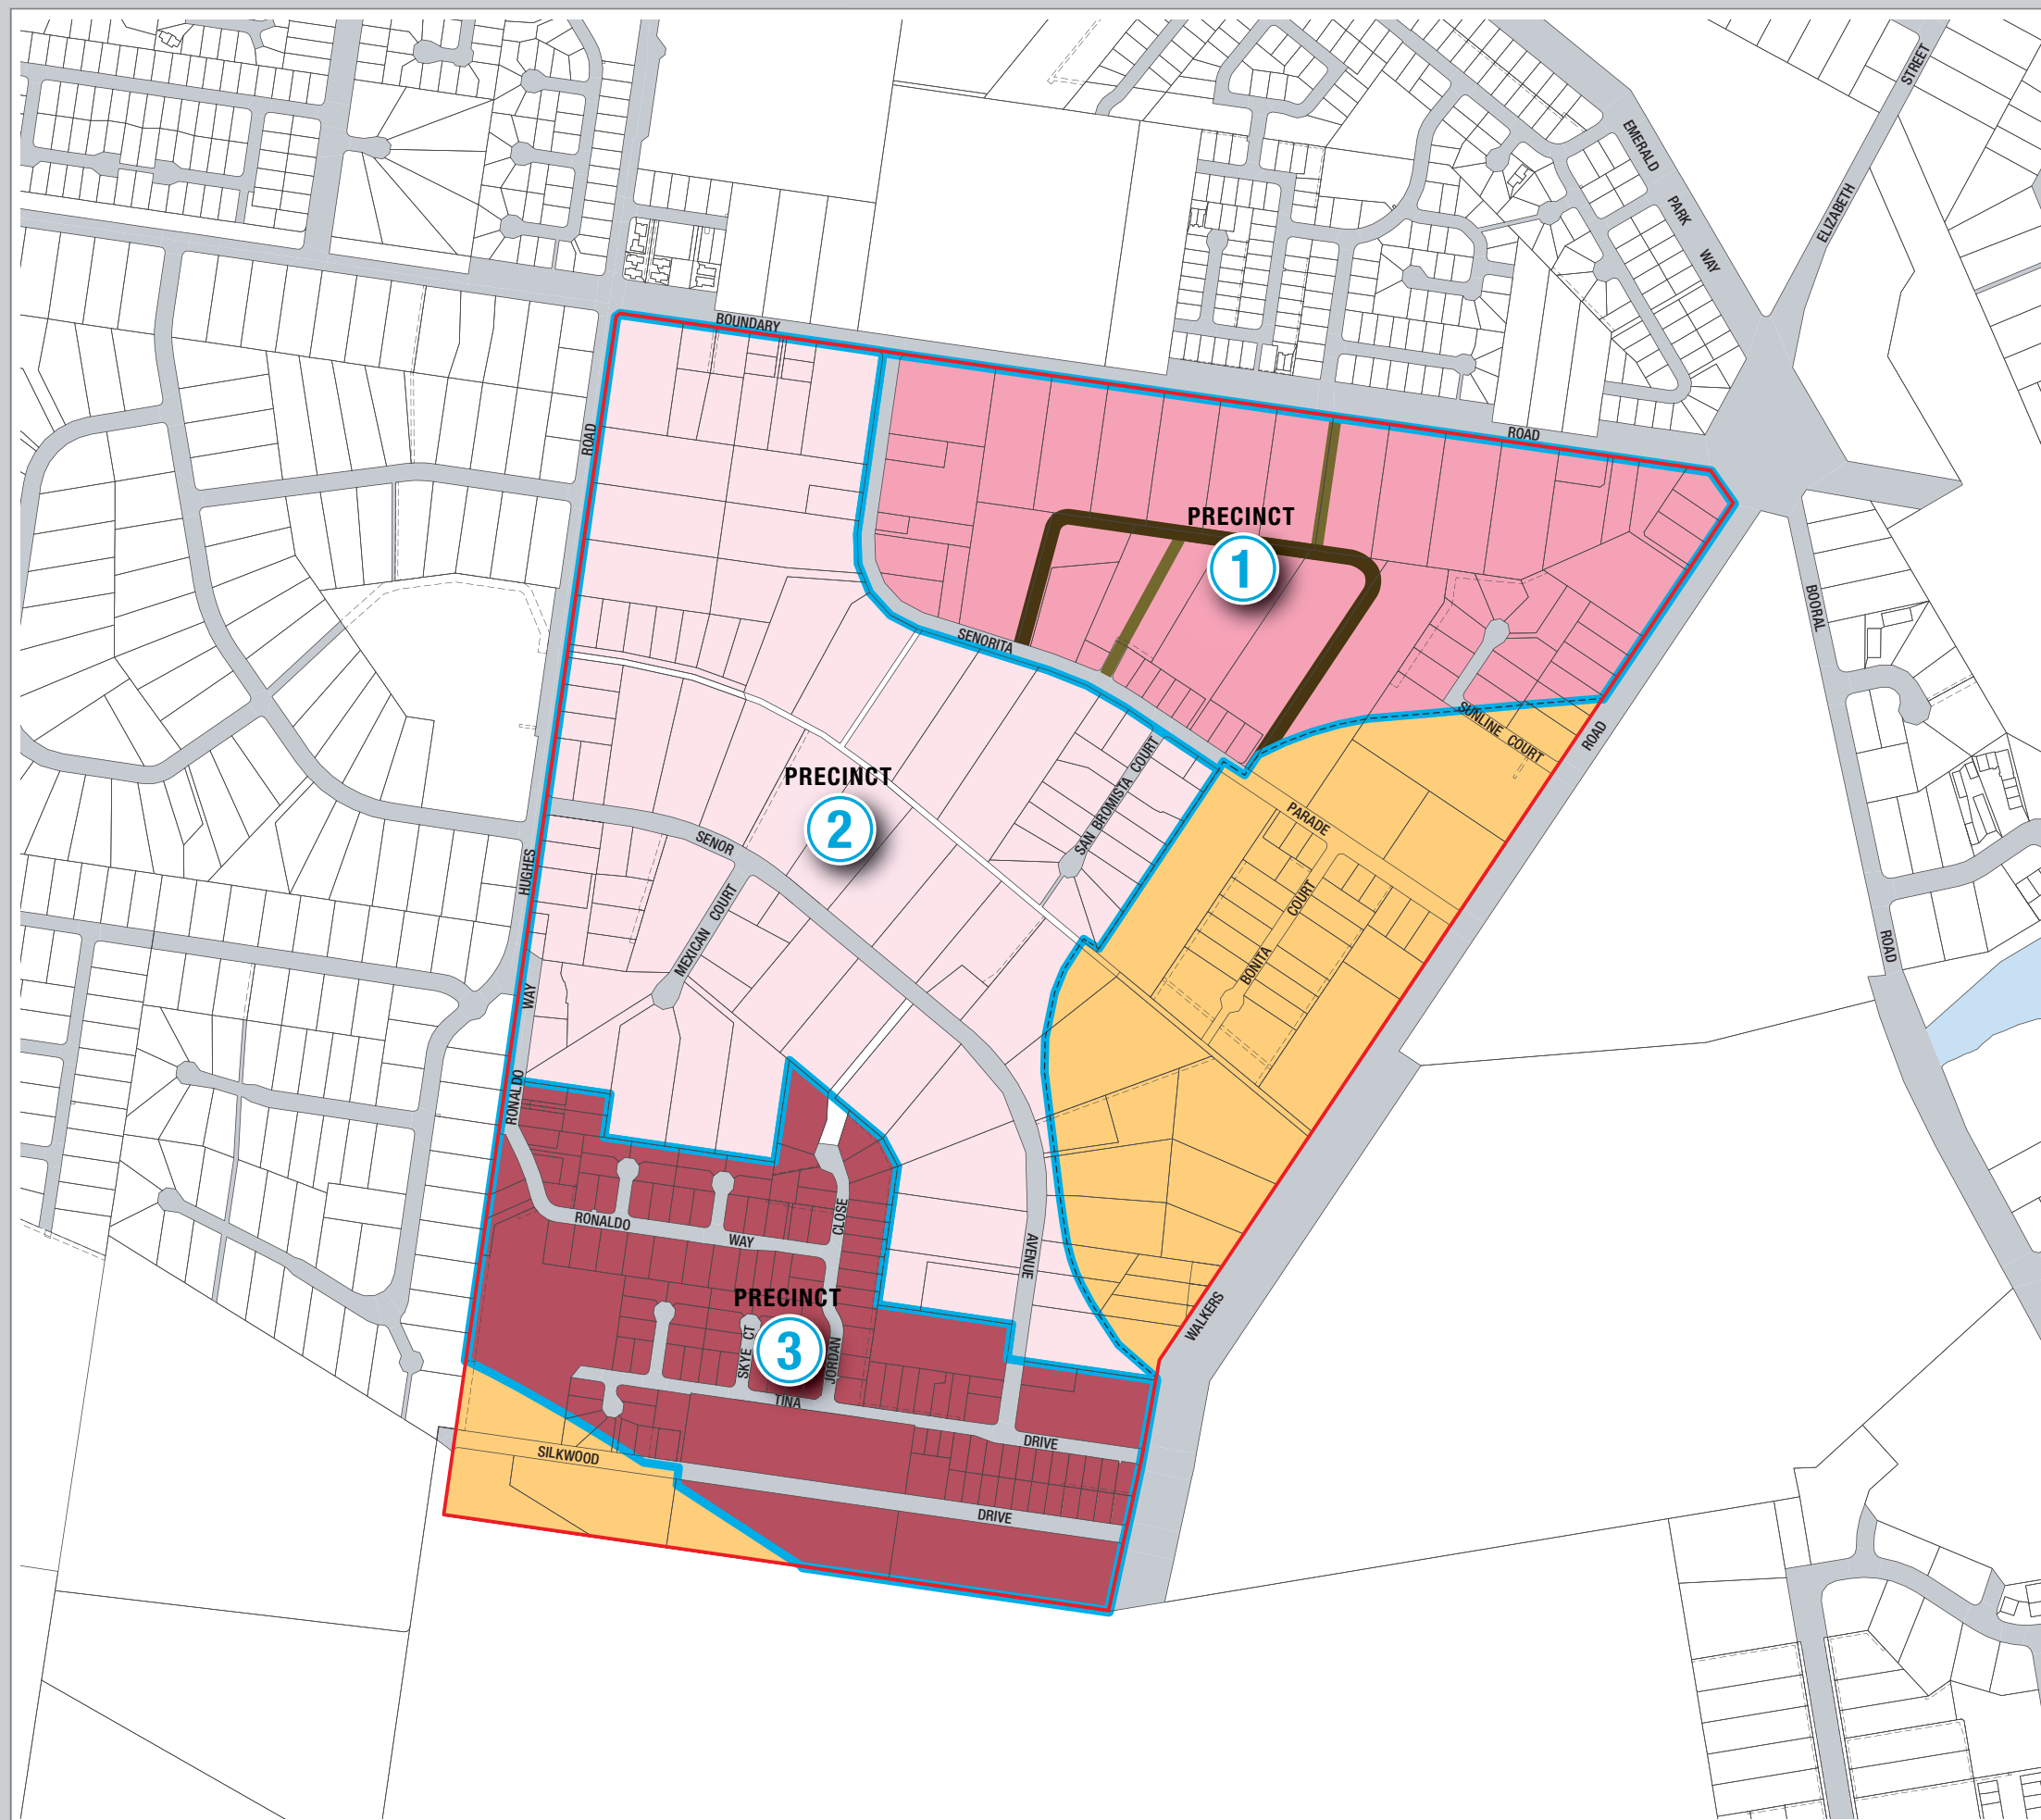 STREET
EMERALD
PARK
WAY
ELIZABETH
BOUNDARY
ROAD
ROAD
PRECINCT
1
BOORAL
SENORITA
SUNLINE COURT
ROAD
PRECINCT
2
SAN BROMISTA COURT
PARADE
SENOR
HUGHES
MEXICAN COURT
COURT
BONITA
ROAD
WAY
RONALDO
RONALDO
WAY
CLOSE
AVENUE
PRECINCT
3
SKYE CT
JORDAN
WALKERS
TINA
DRIVE
SILKWOOD
DRIVE